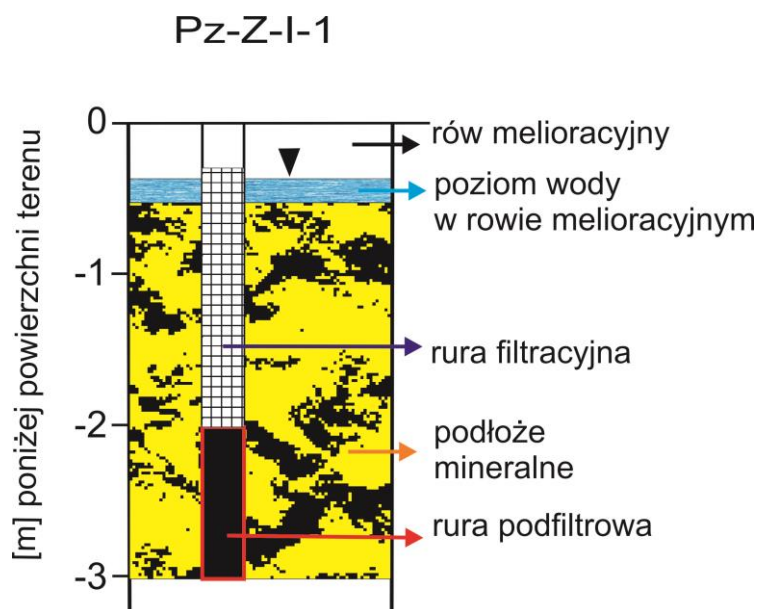 Pz-Z-I-1
[m] poniżej powierzchni terenu
0
-1
-2
-3
rów melioracyjny
poziom wody
w rowie melioracyjnym
rura filtracyjna
podłoże
mineralne
rura podfiltrowa